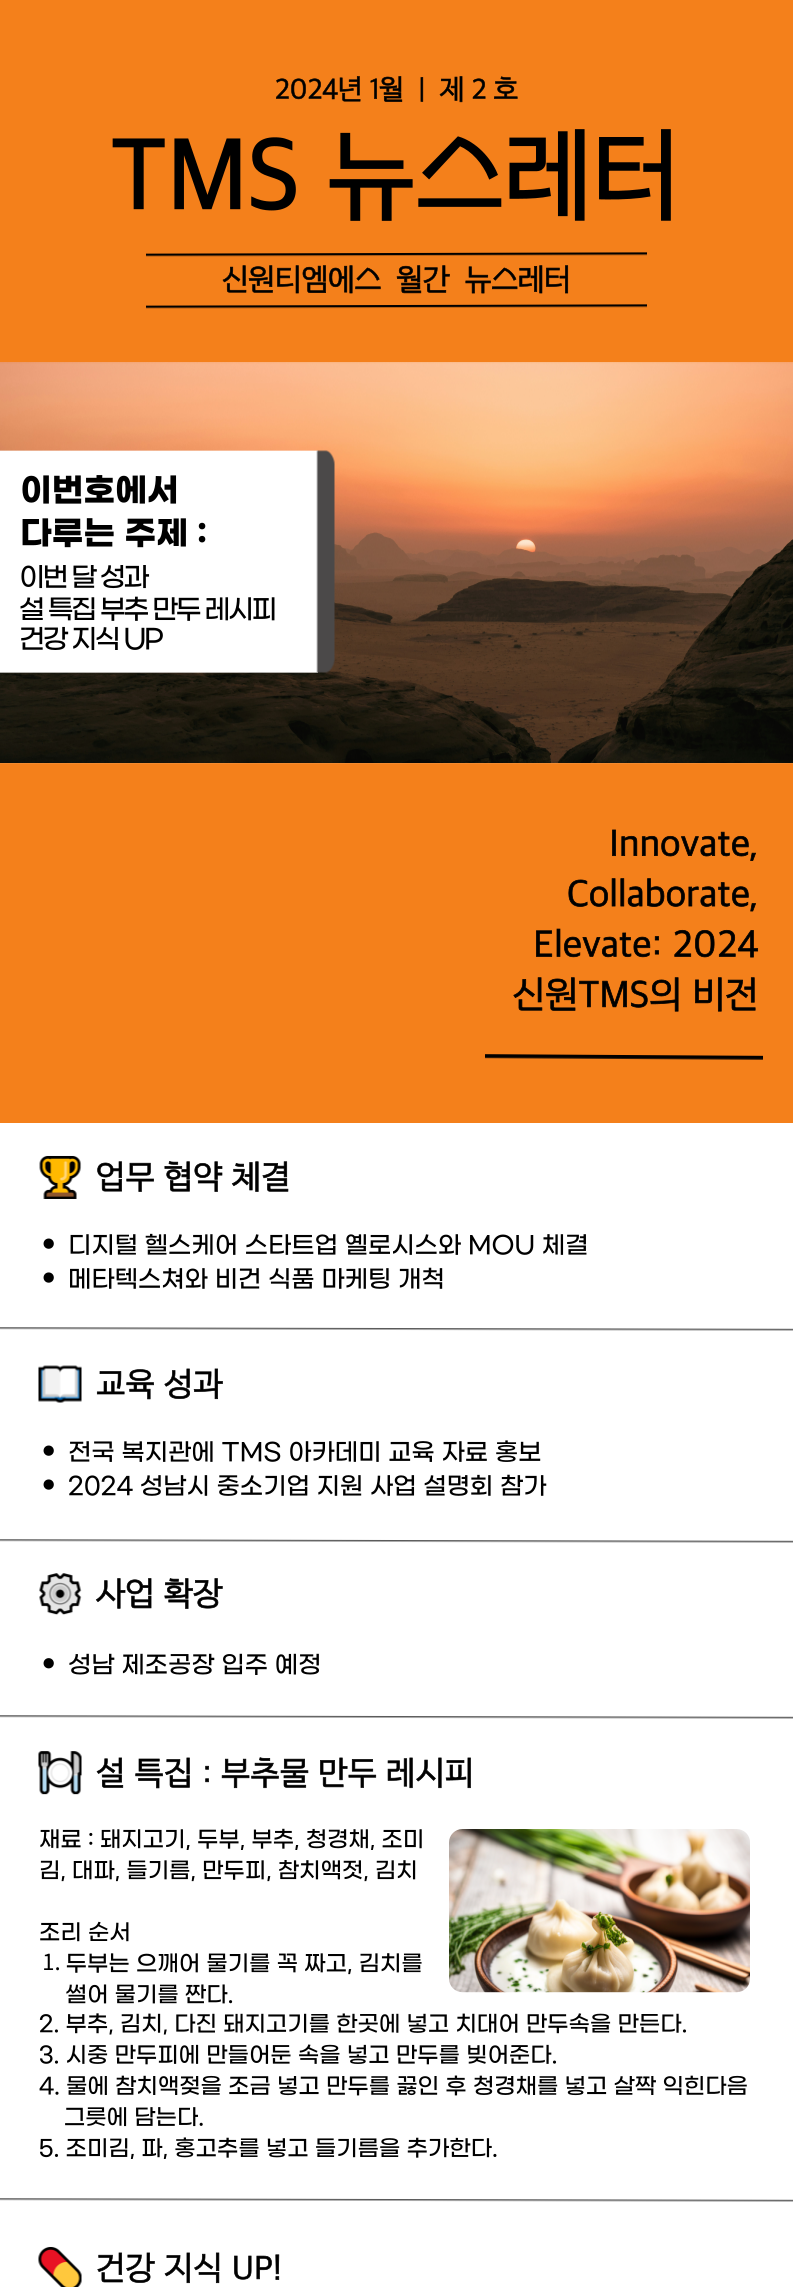 2024년 1월 | 제 2 호
TMS 뉴스레터
신원티엠에스 월간 뉴스레터
이번호에서
다루는 주제 :
이번 달 성과
설 특집 부추 만두 레시피
건강 지식 UP
Innovate,
Collaborate,
Elevate: 2024
신원TMS의 비전
업무 협약 체결
• 디지털 헬스케어 스타트업 옐로시스와 MOU 체결
• 메타텍스쳐와 비건 식품 마케팅 개척
교육 성과
• 전국 복지관에 TMS 아카데미 교육 자료 홍보
• 2024 성남시 중소기업 지원 사업 설명회 참가
사업 확장
• 성남 제조공장 입주 예정
설 특집 : 부추물 만두 레시피
재료 : 돼지고기, 두부, 부추, 청경채, 조미
김, 대파, 들기름, 만두피, 참치액젓, 김치
조리 순서
1. 두부는 으깨어 물기를 꼭 짜고, 김치를
썰어 물기를 짠다.
2. 부추, 김치, 다진 돼지고기를 한곳에 넣고 치대어 만두속을 만든다.
3. 시중 만두피에 만들어둔 속을 넣고 만두를 빚어준다.
4. 물에 참치액젖을 조금 넣고 만두를 끓인 후 청경채를 넣고 살짝 익힌다음
그릇에 담는다.
5. 조미김, 파, 홍고추를 넣고 들기름을 추가한다.
건강 지식 UP!